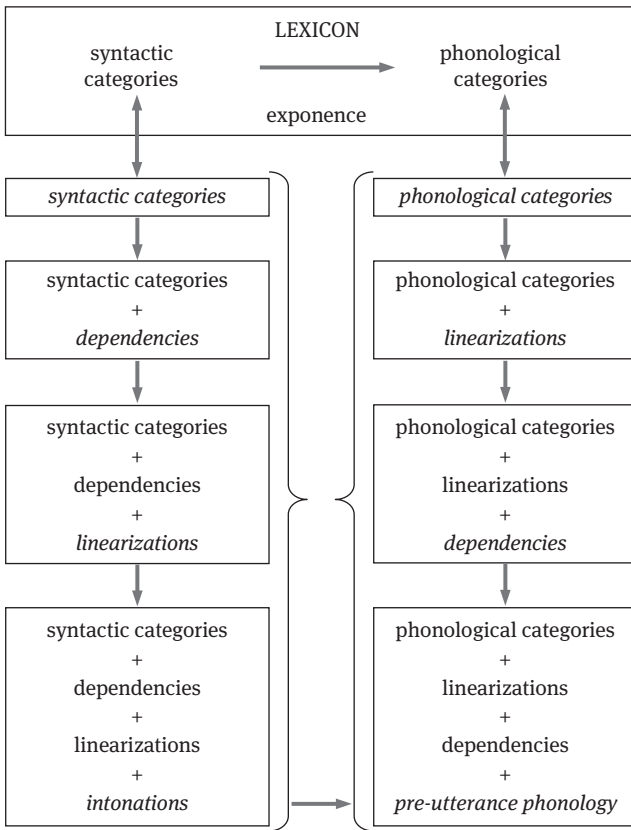 LEXICON
syntactic
categories
phonological
categories
exponence
syntactic categories
syntactic categories
+
dependencies
syntactic categories
+
dependencies
+
linearizations
syntactic categories
+
dependencies
+
linearizations
+
intonations
phonological categories
phonological categories
+
linearizations
phonological categories
+
linearizations
+
dependencies
phonological categories
+
linearizations
+
dependencies
+
pre-utterance phonology